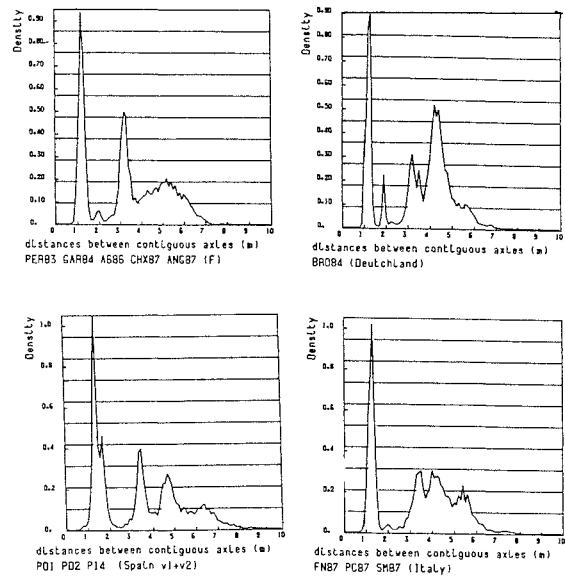 Density
0.90
0.80
0.70
0.60
0.50
0.40
0.30
0.20
0.10
0.
0 1 2 3 4 5 6 7 8 9 10
distances between contiguous axles (m)
PER83 GAR84 A686 CHX87 ANG87 (F)
Density
0.90
0.80
0.70
0.60
0.50
0.40
0.30
0.20
0.10
0.
0 1 2 3 4 5 6 7 8 9 10
distances between contiguous axles (m)
BRO84 (Deutchland)
Density
1.0
0.8
0.6
0.4
0.2
0.
0 1 2 3 4 5 6 7 8 9 10
distances between contiguous axles (m)
PO1 PO2 P14 (Spain v1+v2)
Density
1.0
0.8
0.6
0.4
0.2
0.
0 1 2 3 4 5 6 7 8 9 10
distances between contiguous axles (m)
FN87 PC87 SM87 (Italy)